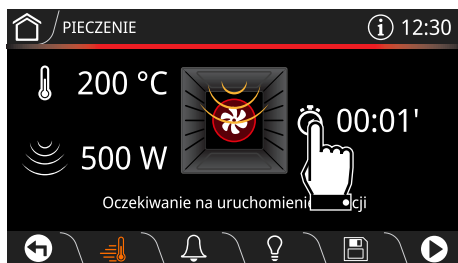 PIECZENIE
12:30
200 °C
00:01'
500 W
Oczekiwanie na